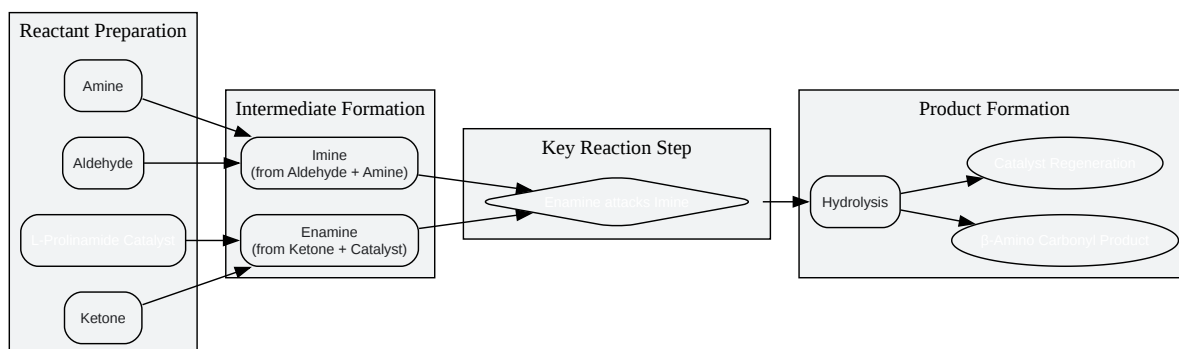 Reactant Preparation
Amine
Aldehyde
L-Prolinamide Catalyst
Ketone
Intermediate Formation
Imine
(from Aldehyde + Amine)
Enamine
(from Ketone + Catalyst)
Key Reaction Step
Enamine attacks Imine
Product Formation
Hydrolysis
Catalyst Regeneration
β-Amino Carbonyl Product